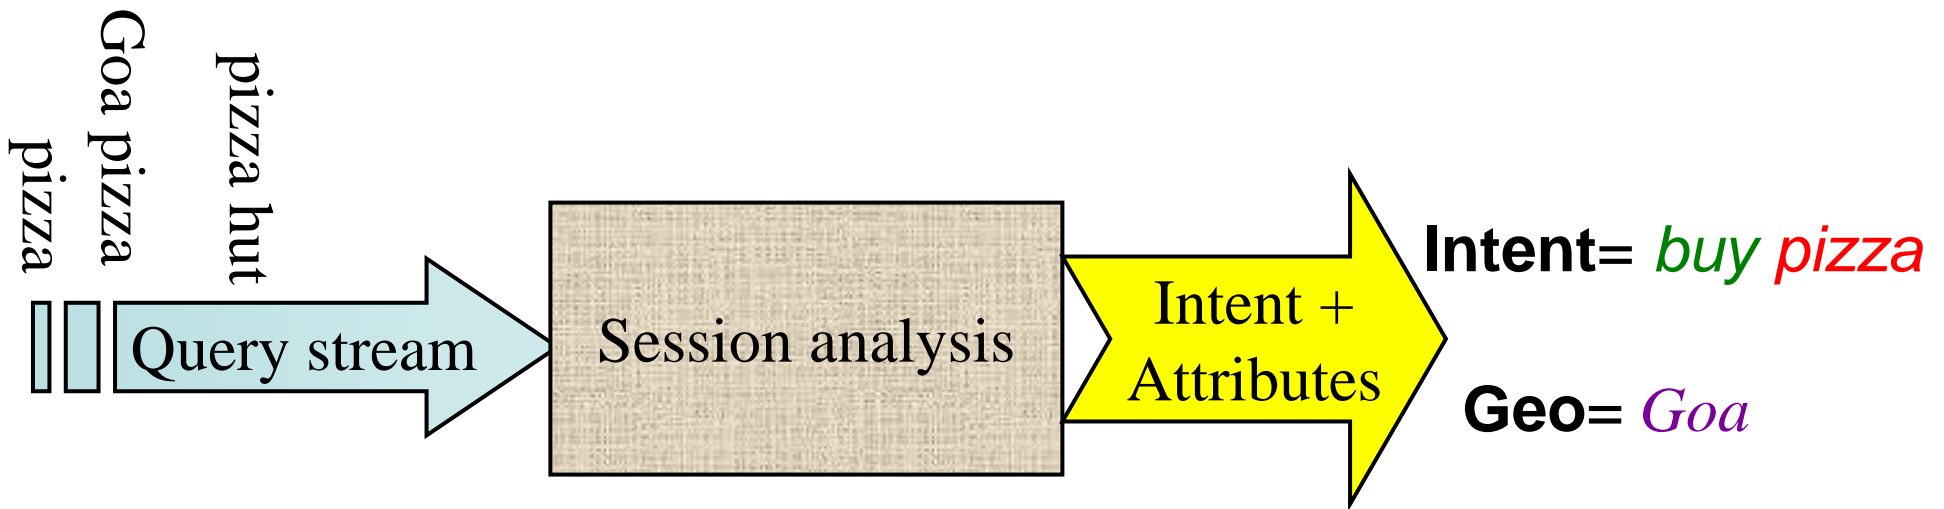 pizza
Goa pizza
pizza hut
Query stream
Session analysis
Intent +
Attributes
Intent= buy pizza
Geo= Goa